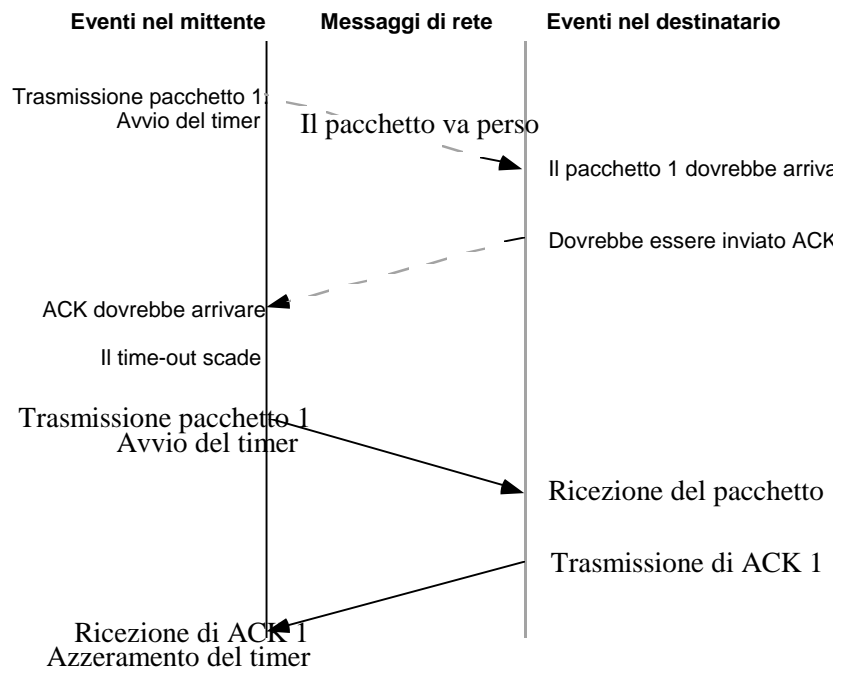 Eventi nel mittente Messaggi di rete Eventi nel destinatario
Trasmissione pacchetto 1
Avvio del timer
Il pacchetto va perso
Il pacchetto 1 dovrebbe arriva
Dovrebbe essere inviato ACK
ACK dovrebbe arrivare
Il time-out scade
Trasmissione pacchetto 1
Avvio del timer
Ricezione del pacchetto
Trasmissione di ACK 1
Ricezione di ACK 1
Azzeramento del timer